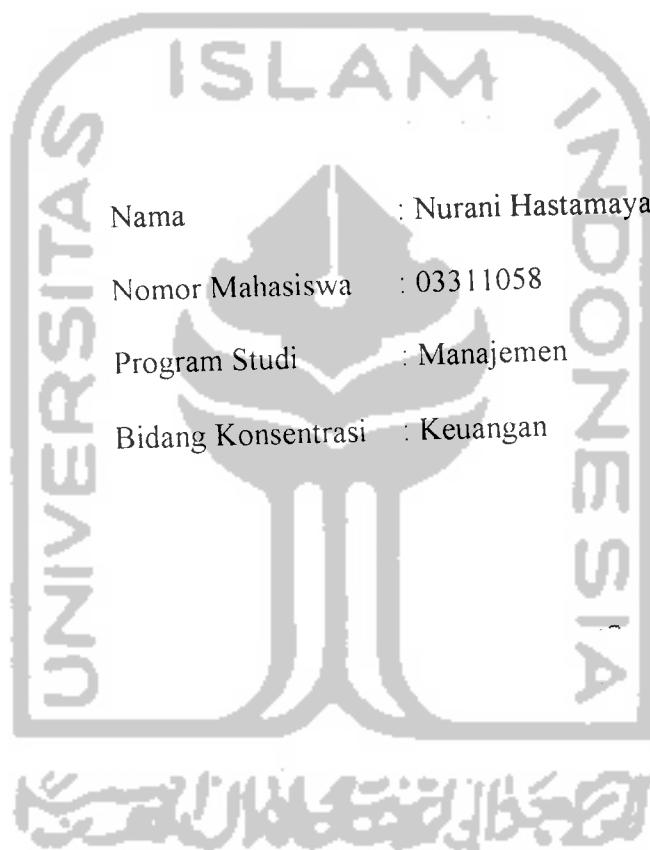 ISLAM
UNIVERSITAS
INDONESIA
Nama : Nurani Hastamaya
Nomor Mahasiswa : 03311058
Program Studi : Manajemen
Bidang Konsentrasi : Keuangan